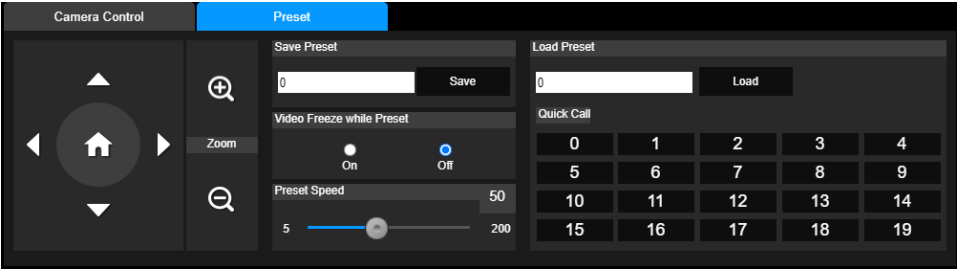 Camera Control
Preset
Zoom
Save Preset
0
Save
Video Freeze while Preset
On
Off
Preset Speed
50
5
200
Load Preset
0
Load
Quick Call
0 1 2 3 4
5 6 7 8 9
10 11 12 13 14
15 16 17 18 19